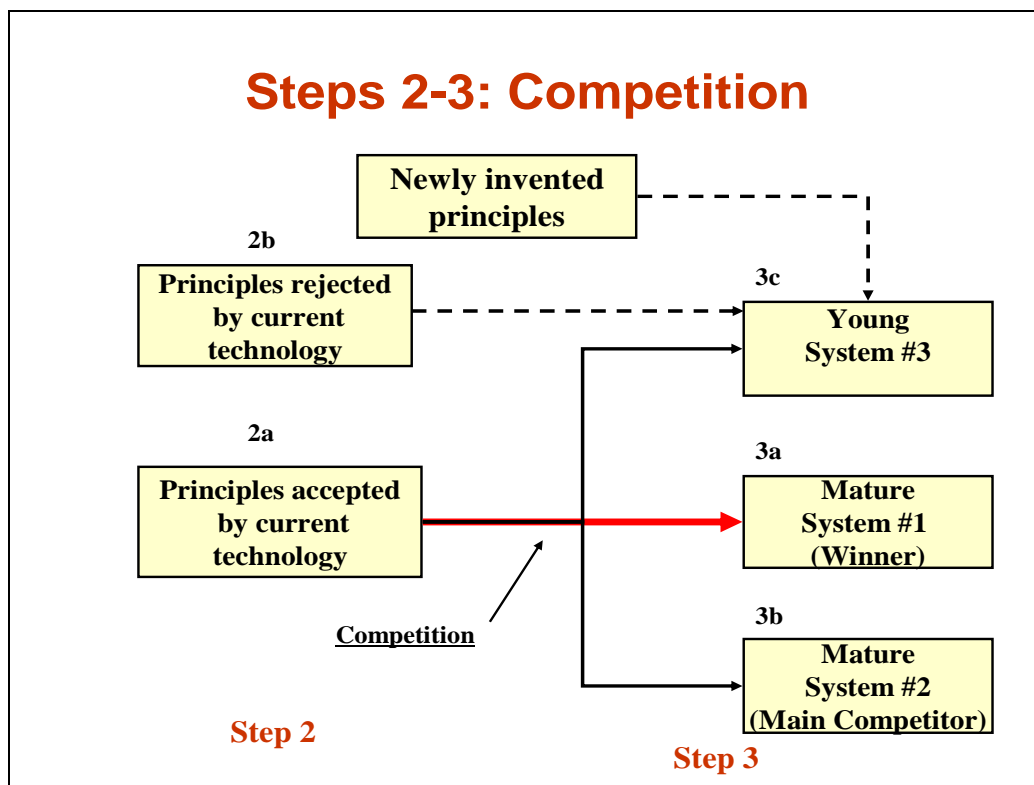 Steps 2-3: Competition
Newly invented
principles
2b
Principles rejected
by current
technology
3c
Young
System #3
2a
Principles accepted
by current
technology
3a
Mature
System #1
(Winner)
Competition
3b
Mature
System #2
(Main Competitor)
Step 2
Step 3